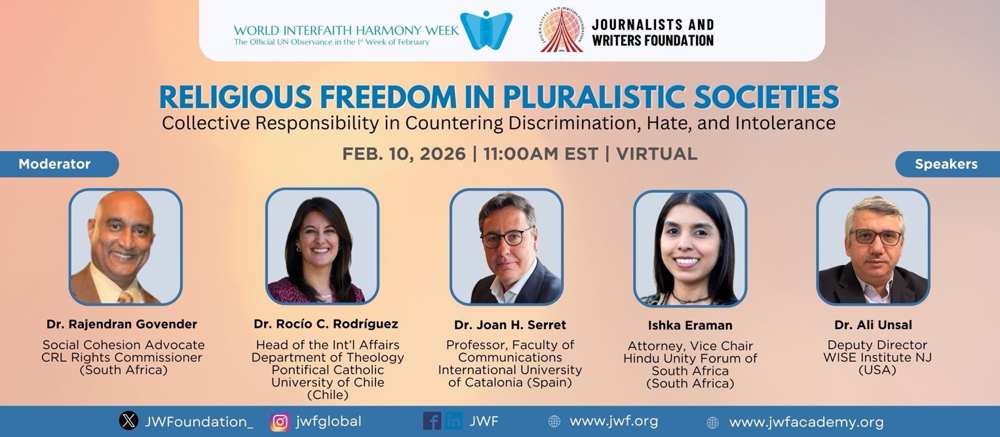 WORLD INTERFAITH HARMONY WEEK
The Official UN Observance in the 1st Week of February
JOURNALISTS AND WRITERS FOUNDATION
1994
JOURNALISTS AND
WRITERS FOUNDATION
RELIGIOUS FREEDOM IN PLURALISTIC SOCIETIES
Collective Responsibility in Countering Discrimination, Hate, and Intolerance
FEB. 10, 2026 | 11:00AM EST | VIRTUAL
Moderator
Speakers
Dr. Rajendran Govender
Social Cohesion Advocate
CRL Rights Commissioner
(South Africa)
Dr. Rocío C. Rodríguez
Head of the Int'l Affairs
Department of Theology
Pontifical Catholic
University of Chile
(Chile)
Dr. Joan H. Serret
Professor, Faculty of
Communications
International University
of Catalonia (Spain)
Ishka Eraman
Attorney, Vice Chair
Hindu Unity Forum of
South Africa
(South Africa)
Dr. Ali Unsal
Deputy Director
WISE Institute NJ
(USA)
JWFoundation_
jwfglobal
JWF
www.jwf.org
www.jwfacademy.org